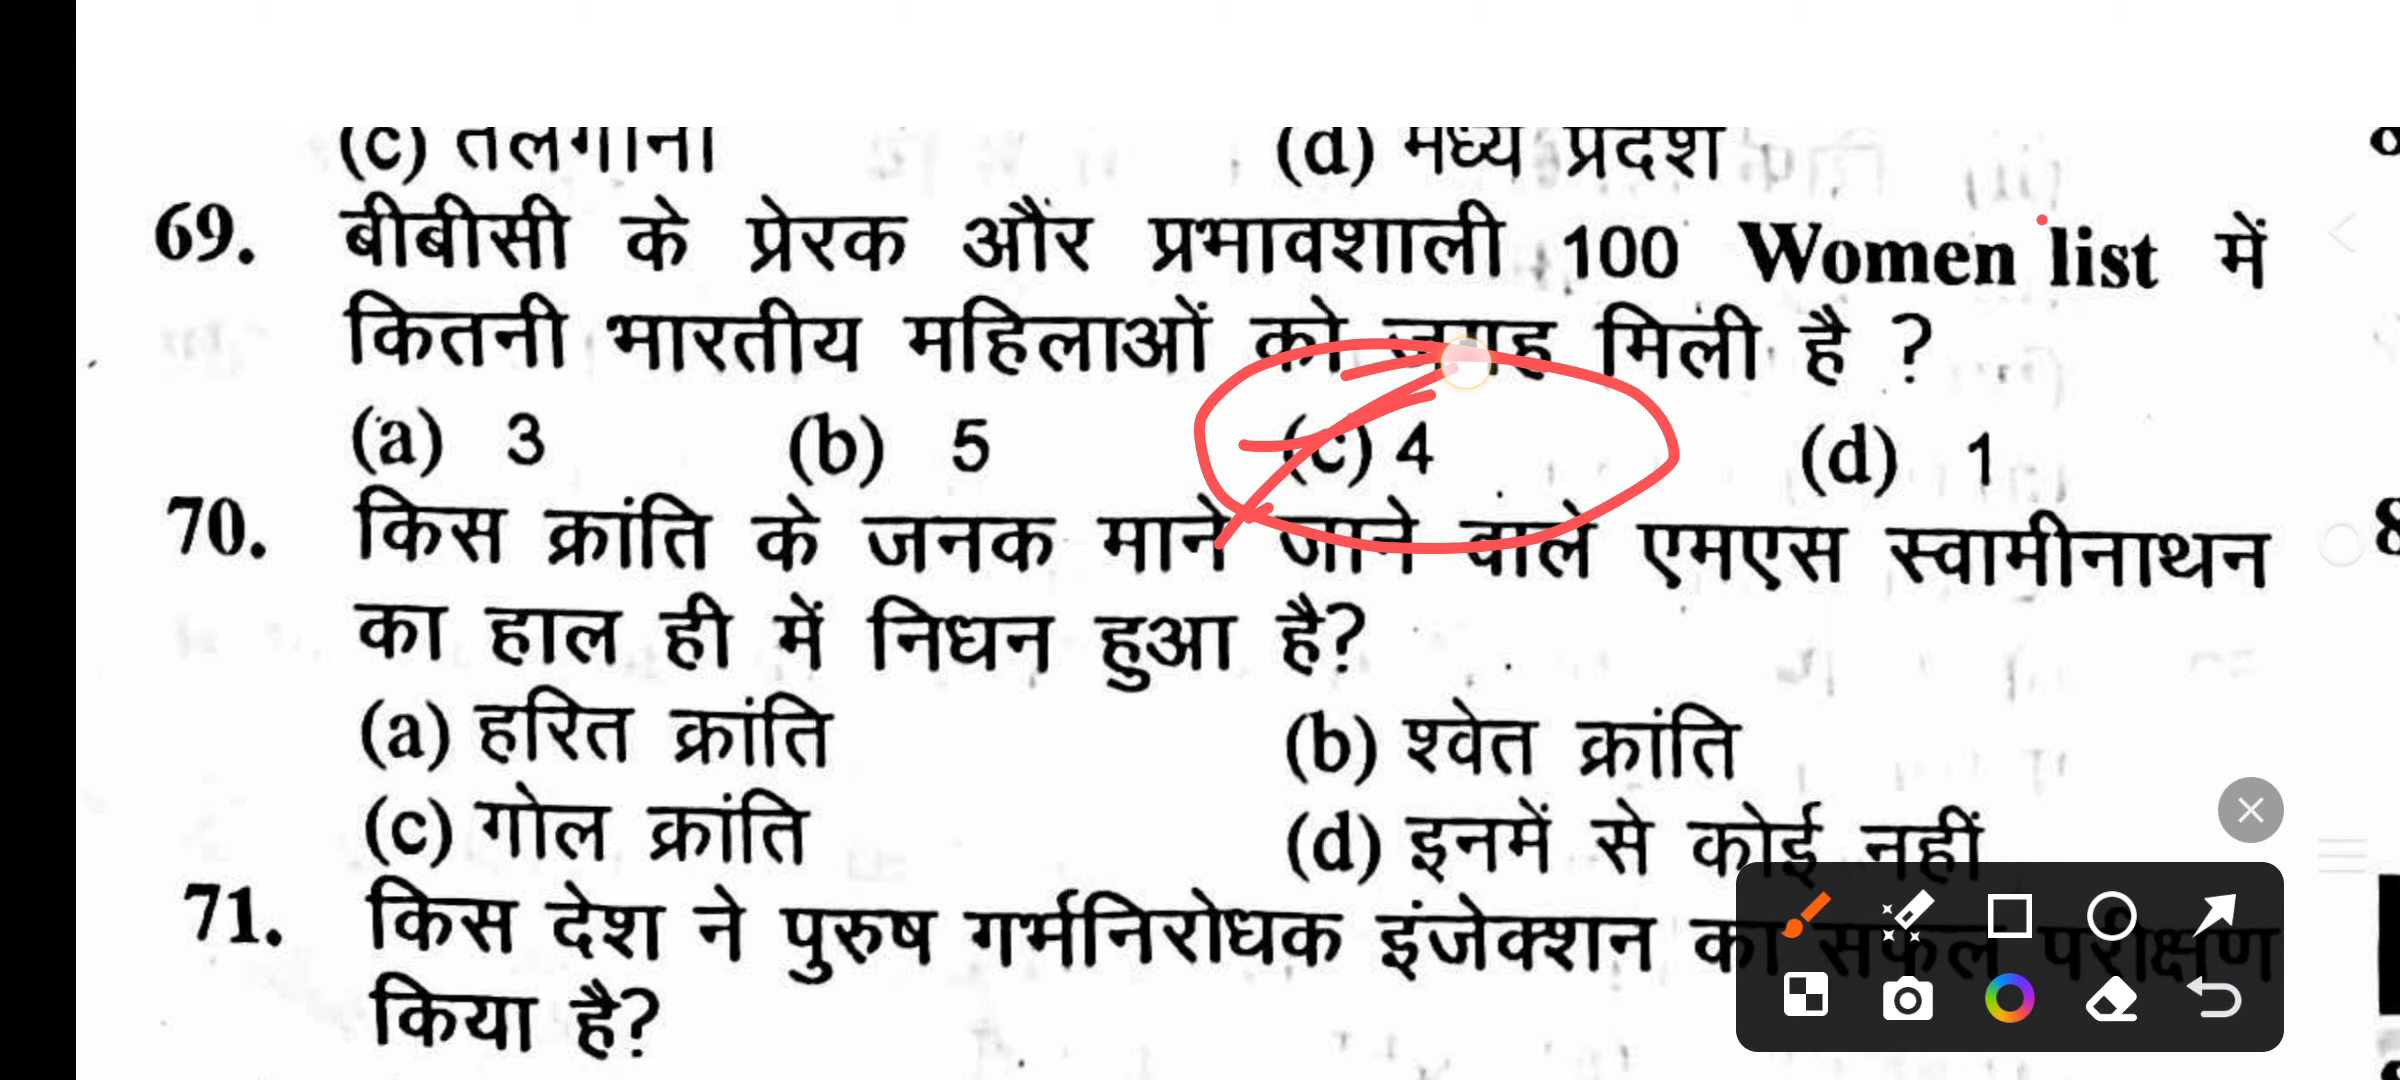 (c) तेलंगाना (d) मध्य प्रदेश
69. बीबीसी के प्रेरक और प्रभावशाली 100 Women list में
कितनी भारतीय महिलाओं को जगह मिली है ?
(a) 3 (b) 5 (c) 4 (d) 1
70. किस क्रांति के जनक माने जाने वाले एमएस स्वामीनाथन
का हाल ही में निधन हुआ है?
(a) हरित क्रांति (b) श्वेत क्रांति
(c) गोल क्रांति (d) इनमें से कोई नहीं
71. किस देश ने पुरुष गर्भनिरोधक इंजेक्शन का सफल परीक्षण
किया है?